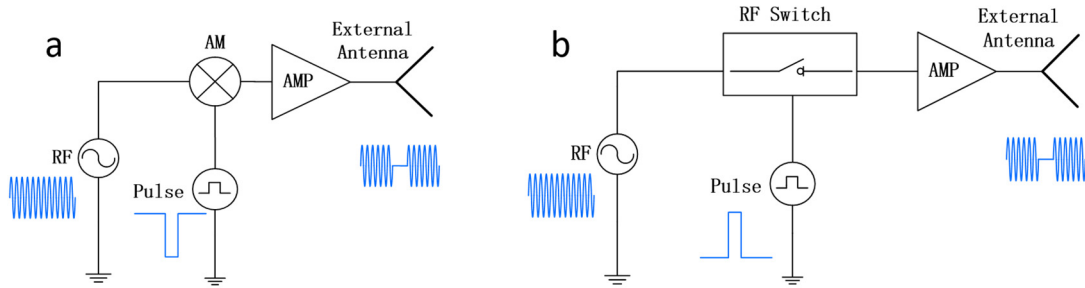 a
AM
External
Antenna
AMP
RF
Pulse
b
RF Switch
External
Antenna
AMP
RF
Pulse